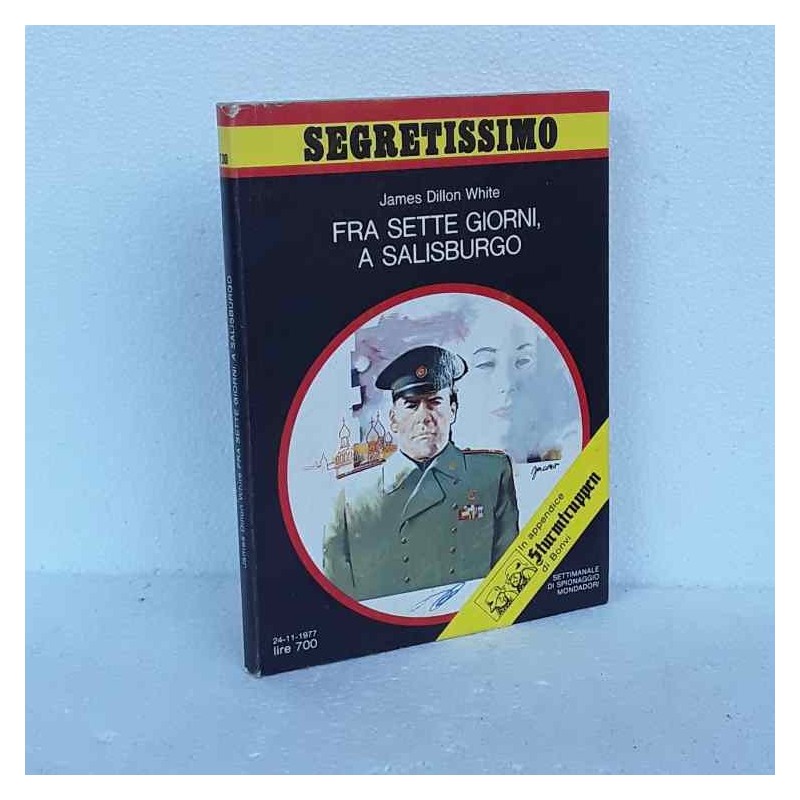 SEGRETISSIMO
James Dillon White
FRA SETTE GIORNI,
A SALISBURGO
In appendice
Sturmtruppen
di Bonvi
SETTIMANALE
DI SPIONAGGIO
MONDADORI
24-11-1977
lire 700
James Dillon White FRA SETTE GIORNI, A SALISBURGO